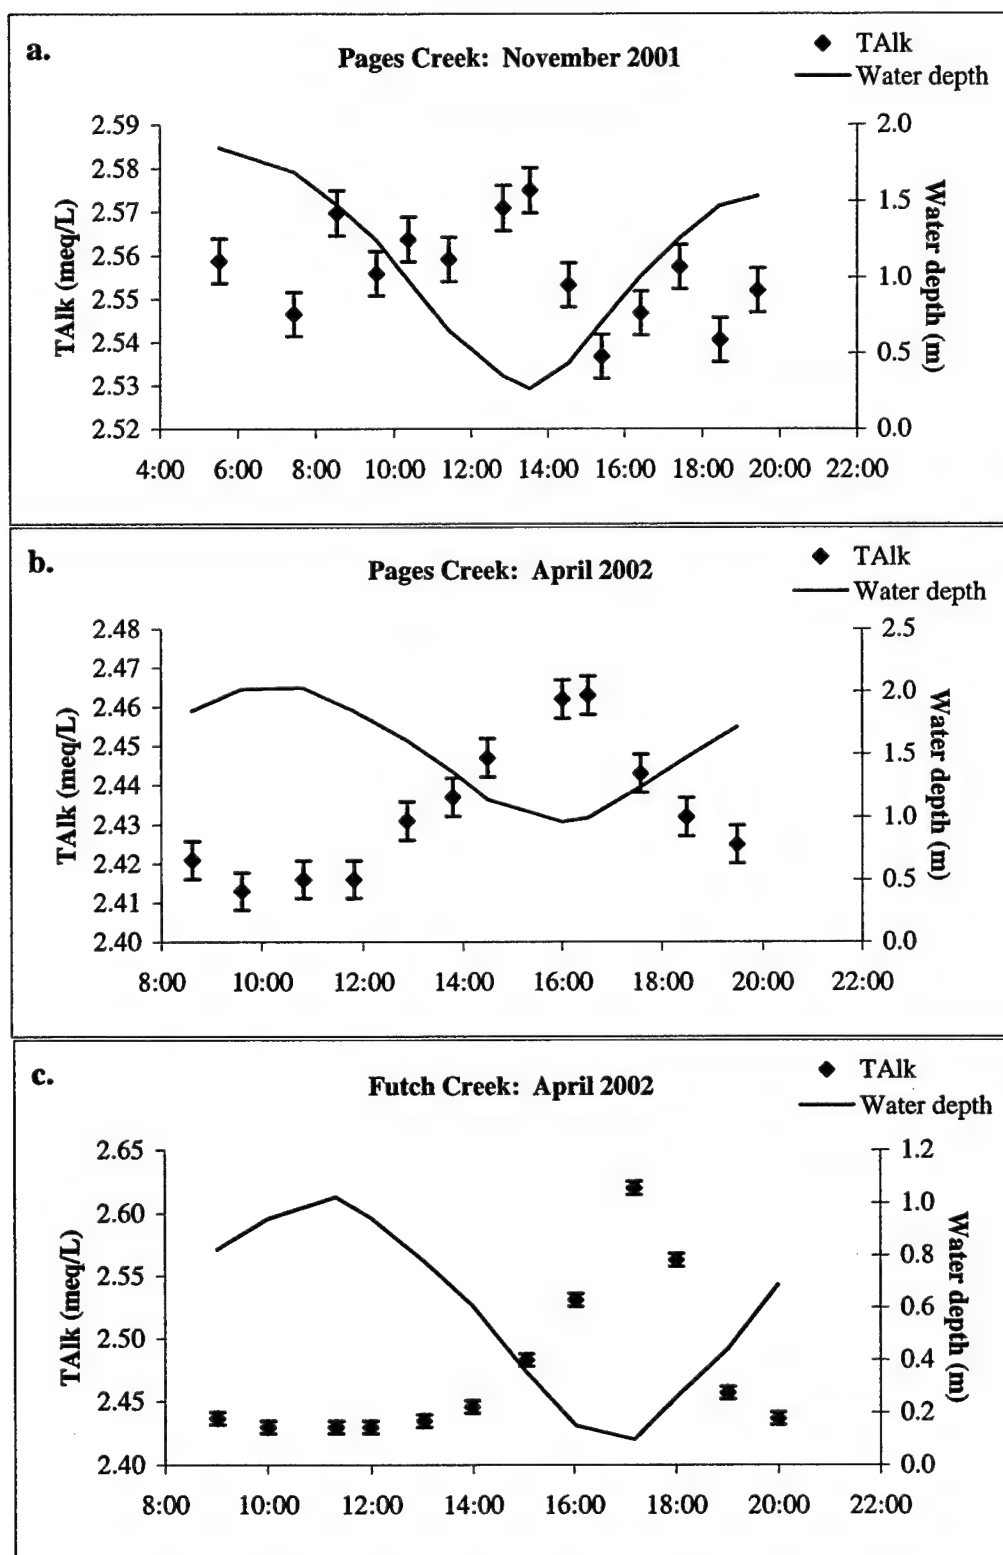 a.
Pages Creek: November 2001
TAlk
Water depth
2.59
2.58
2.57
2.56
2.55
2.54
2.53
2.52
TAlk (meq/L)
2.0
1.5
1.0
0.5
0.0
Water depth (m)
4:00 6:00 8:00 10:00 12:00 14:00 16:00 18:00 20:00 22:00
b.
Pages Creek: April 2002
TAlk
Water depth
2.48
2.47
2.46
2.45
2.44
2.43
2.42
2.41
2.40
TAlk (meq/L)
2.5
2.0
1.5
1.0
0.5
0.0
Water depth (m)
8:00 10:00 12:00 14:00 16:00 18:00 20:00 22:00
c.
Futch Creek: April 2002
TAlk
Water depth
2.65
2.60
2.55
2.50
2.45
2.40
TAlk (meq/L)
1.2
1.0
0.8
0.6
0.4
0.2
0.0
Water depth (m)
8:00 10:00 12:00 14:00 16:00 18:00 20:00 22:00